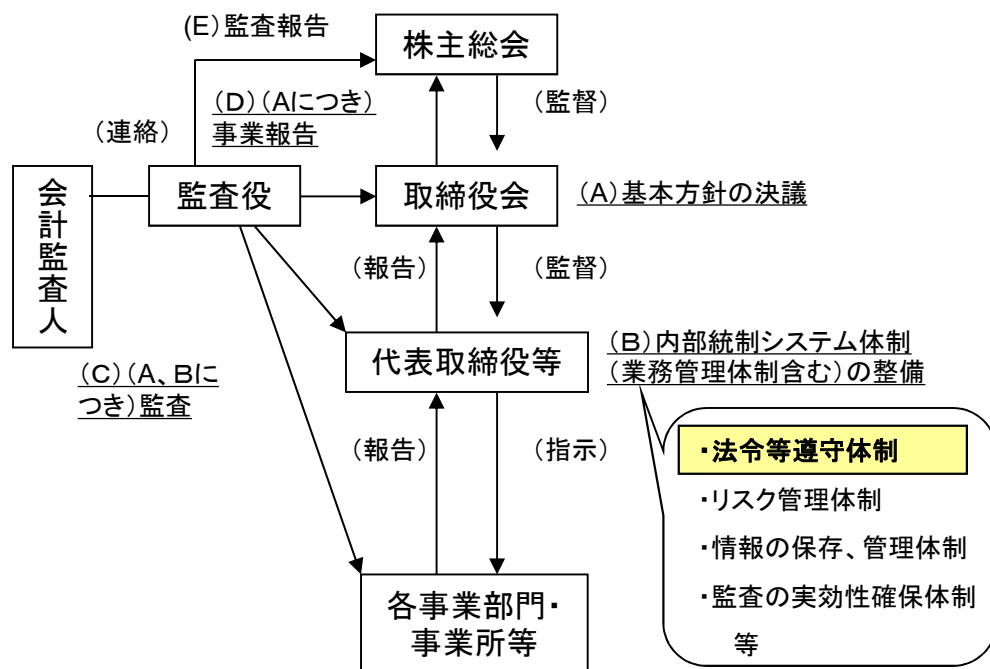 (E)監査報告
株主総会
(D)(Aにつき)
事業報告
(監督)
(連絡)
会計監査人
監査役
取締役会
(A)基本方針の決議
(報告)
(監督)
代表取締役等
(B)内部統制システム体制
(業務管理体制含む)の整備
(C)(A、Bに
つき)監査
(報告)
(指示)
・法令等遵守体制
・リスク管理体制
・情報の保存、管理体制
・監査の実効性確保体制
等
各事業部門・
事業所等